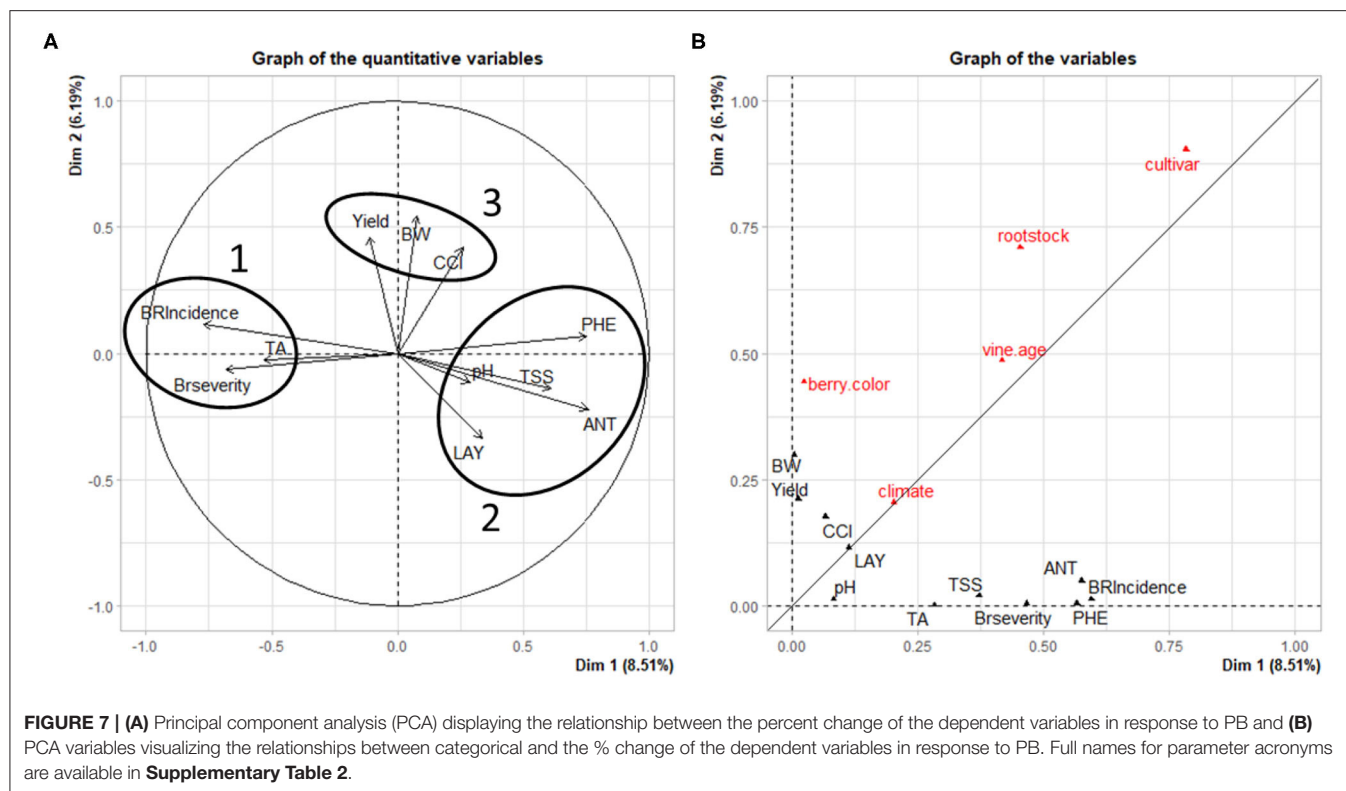 A
Graph of the quantitative variables
Dim 2 (6.19%)
1.0
0.5
0.0
-0.5
-1.0
3
Yield
BW
CCI
1
BRIncidence
TA
Brseverity
PHE
pH
TSS
ANT
LAY
2
-1.0 -0.5 0.0 0.5 1.0
Dim 1 (8.51%)
B
Graph of the variables
Dim 2 (6.19%)
1.00
0.75
0.50
0.25
0.00
cultivar
rootstock
vine.age
berry.color
BW
Yield
climate
CCI
LAY
pH
TSS
ANT
BRIncidence
TA
Brseverity
PHE
0.00 0.25 0.50 0.75 1.00
Dim 1 (8.51%)
FIGURE 7 | (A) Principal component analysis (PCA) displaying the relationship between the percent change of the dependent variables in response to PB and (B)
PCA variables visualizing the relationships between categorical and the % change of the dependent variables in response to PB. Full names for parameter acronyms
are available in Supplementary Table 2.